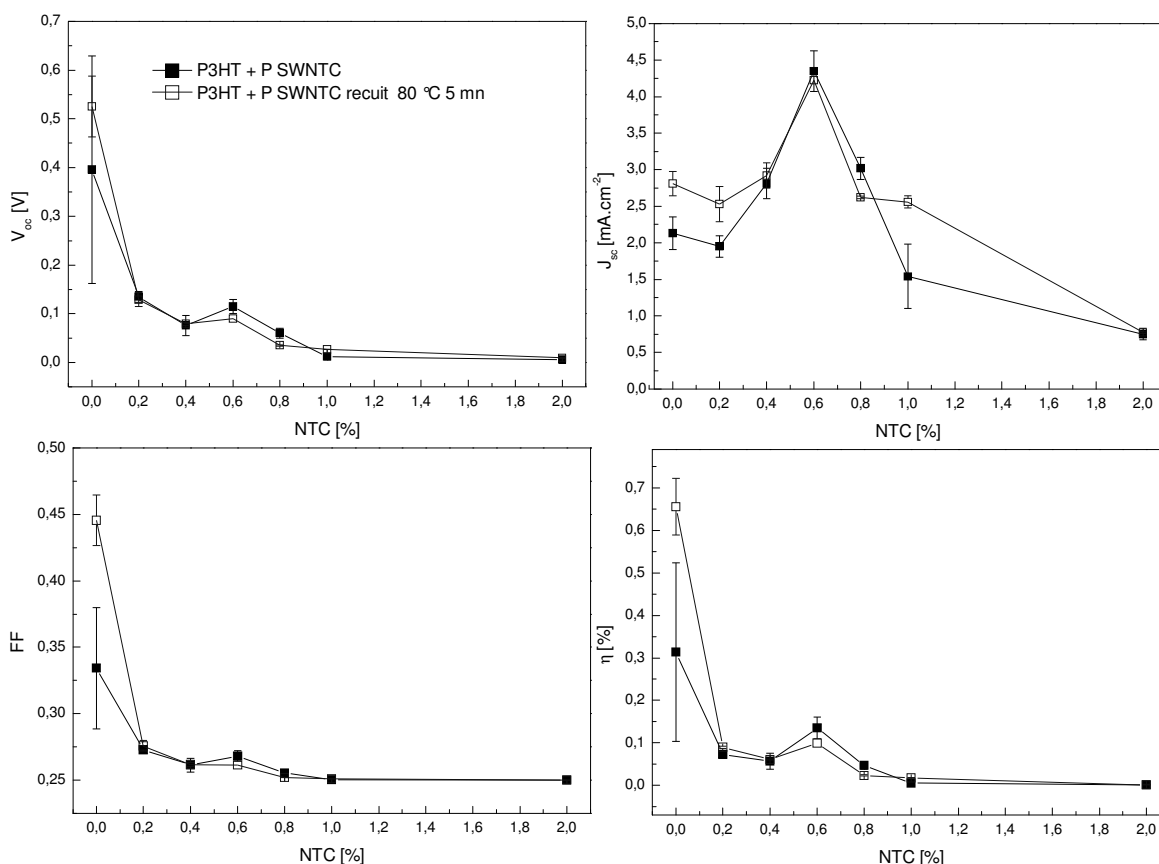 0,7
0,6
0,5
0,4
0,3
0,2
0,1
0,0
V_oc [V]
P3HT + P SWNTC
P3HT + P SWNTC recuit 80 °C 5 mn
0,0 0,2 0,4 0,6 0,8 1,0 1,2 1,4 1,6 1,8 2,0
NTC [%]
5,0
4,5
4,0
3,5
3,0
2,5
2,0
1,5
1,0
0,5
0,0
J_sc [mA.cm⁻²]
0,0 0,2 0,4 0,6 0,8 1,0 1,2 1,4 1,6 1,8 2,0
NTC [%]
0,50
0,45
0,40
0,35
0,30
0,25
FF
0,0 0,2 0,4 0,6 0,8 1,0 1,2 1,4 1,6 1,8 2,0
NTC [%]
0,7
0,6
0,5
0,4
0,3
0,2
0,1
0,0
η [%]
0,0 0,2 0,4 0,6 0,8 1,0 1,2 1,4 1,6 1,8 2,0
NTC [%]